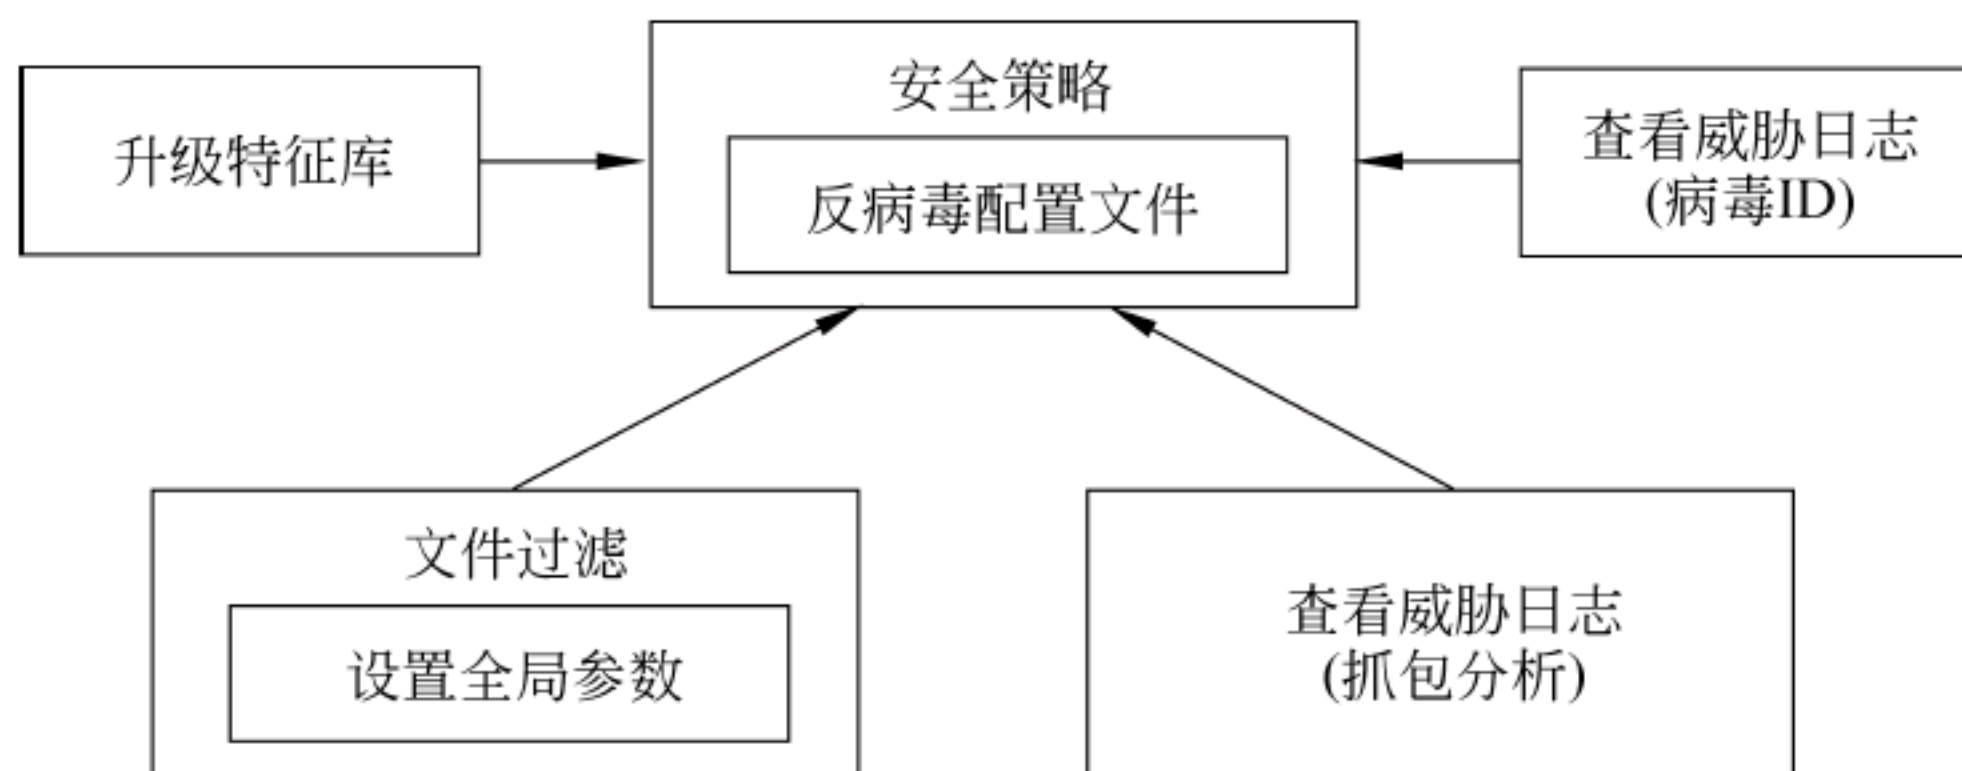 安全策略
升级特征库
反病毒配置文件
查看威胁日志
(病毒ID)
文件过滤
设置全局参数
查看威胁日志
(抓包分析)